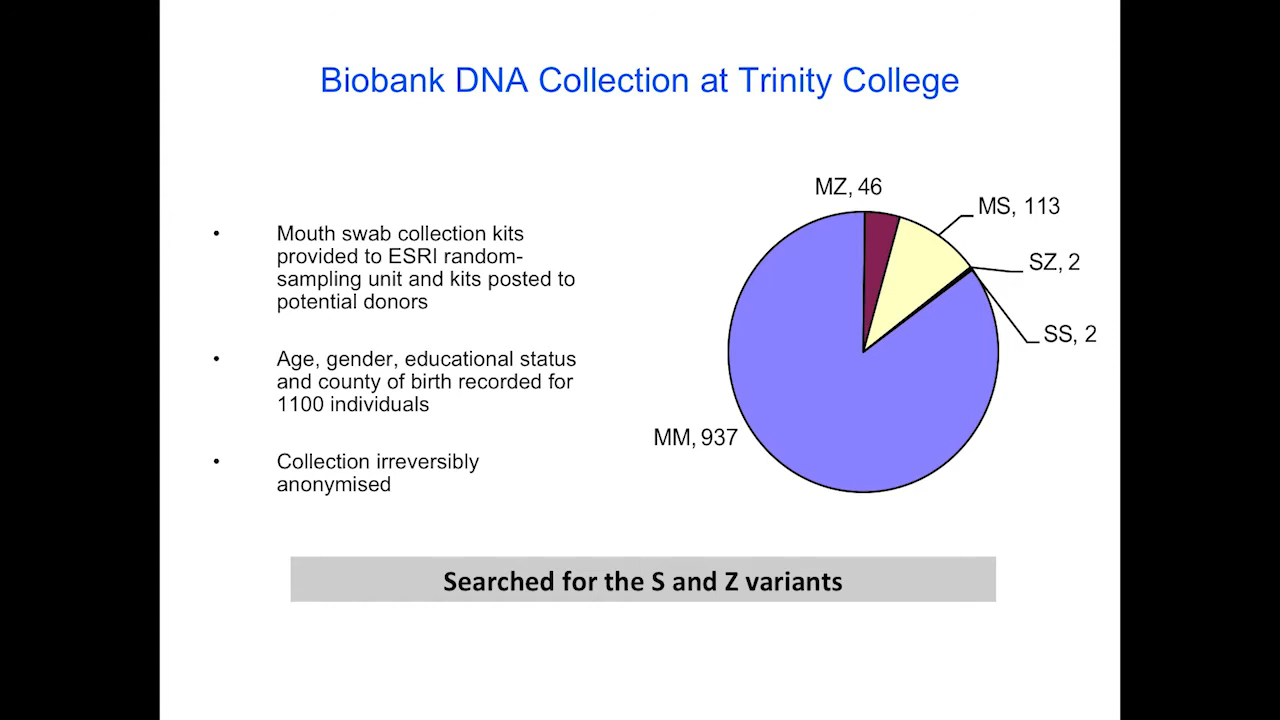 Biobank DNA Collection at Trinity College
• Mouth swab collection kits
provided to ESRI random-
sampling unit and kits posted to
potential donors
• Age, gender, educational status
and county of birth recorded for
1100 individuals
• Collection irreversibly
anonymised
MZ, 46
MS, 113
SZ, 2
SS, 2
MM, 937
Searched for the S and Z variants